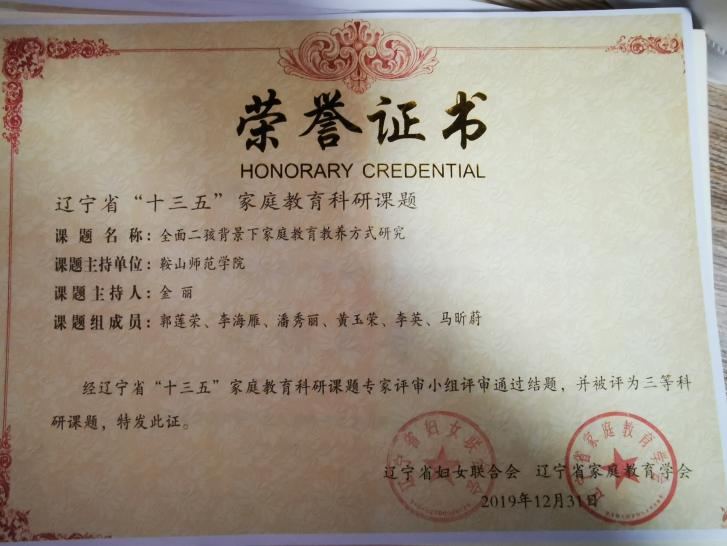 荣誉证书
HONORARY CREDENTIAL
辽宁省“十三五”家庭教育科研课题
课题名称：全面二孩背景下家庭教育教养方式研究
课题主持单位：鞍山师范学院
课题主持人：金丽
课题组成员：郭莲荣、李海雁、潘秀丽、黄玉荣、李英、马昕蔚
经辽宁省“十三五”家庭教育科研课题专家评审小组评审通过结题，并被评为三等科
研课题，特发此证。
辽宁省妇女联合会 辽宁省家庭教育学会
2019年12月31日